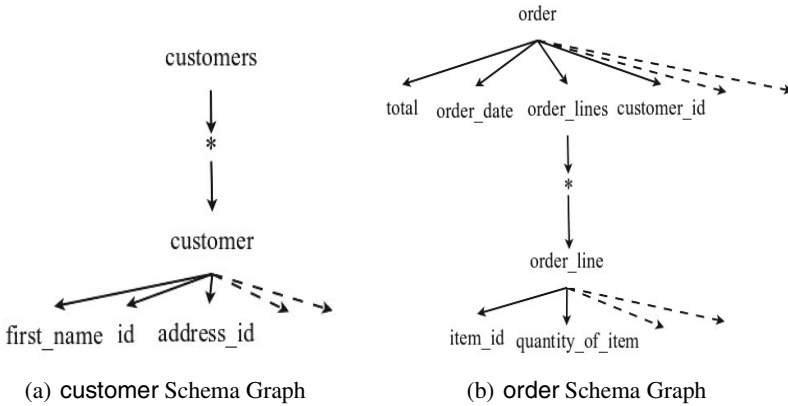 customers
*
customer
first_name id address_id
(a) customer Schema Graph
order
total order_date order_lines customer_id
*
order_line
item_id quantity_of_item
(b) order Schema Graph